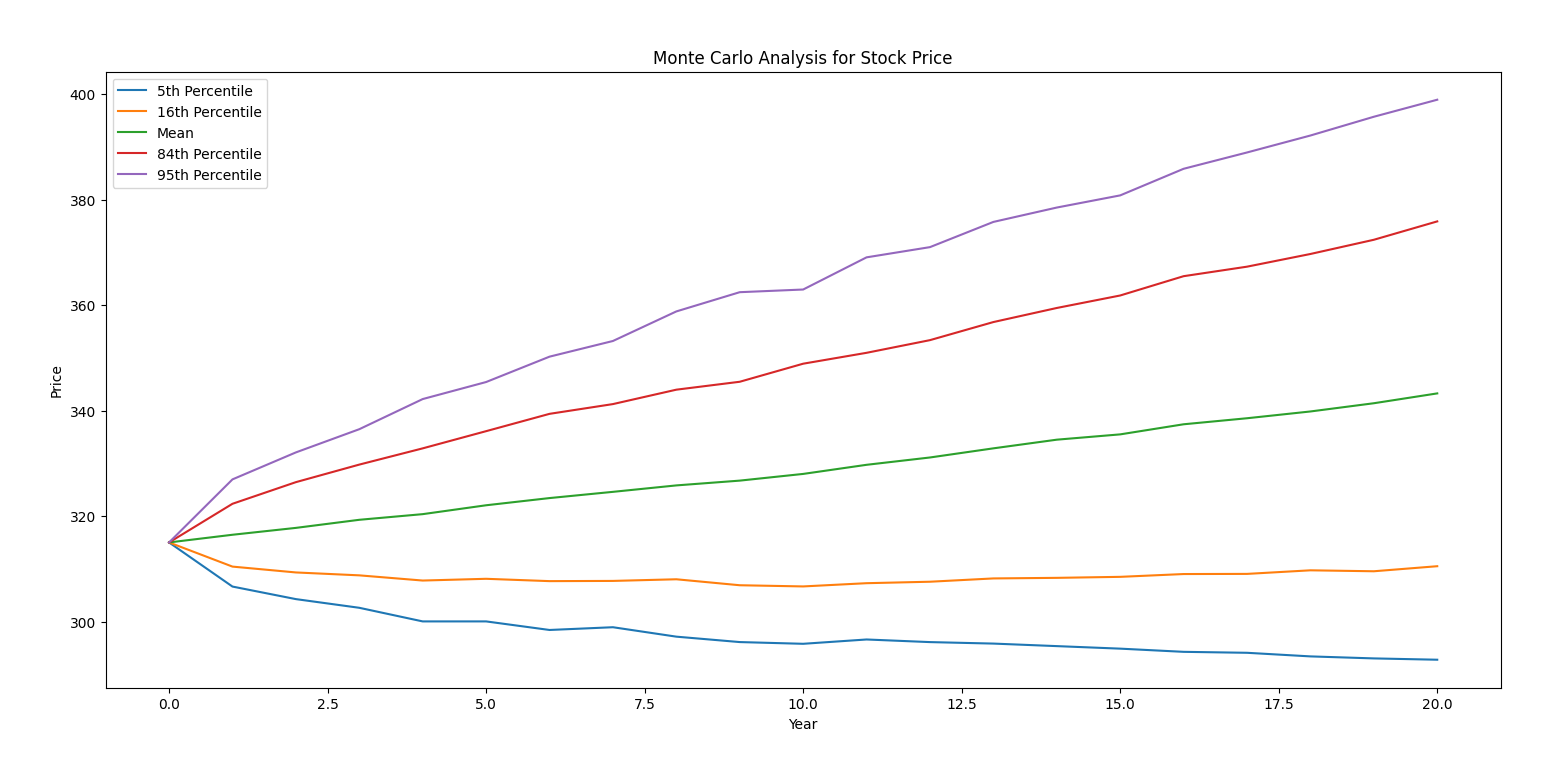 Monte Carlo Analysis for Stock Price
5th Percentile
16th Percentile
Mean
84th Percentile
95th Percentile
400
380
360
340
320
300
Price
0.0 2.5 5.0 7.5 10.0 12.5 15.0 17.5 20.0
Year